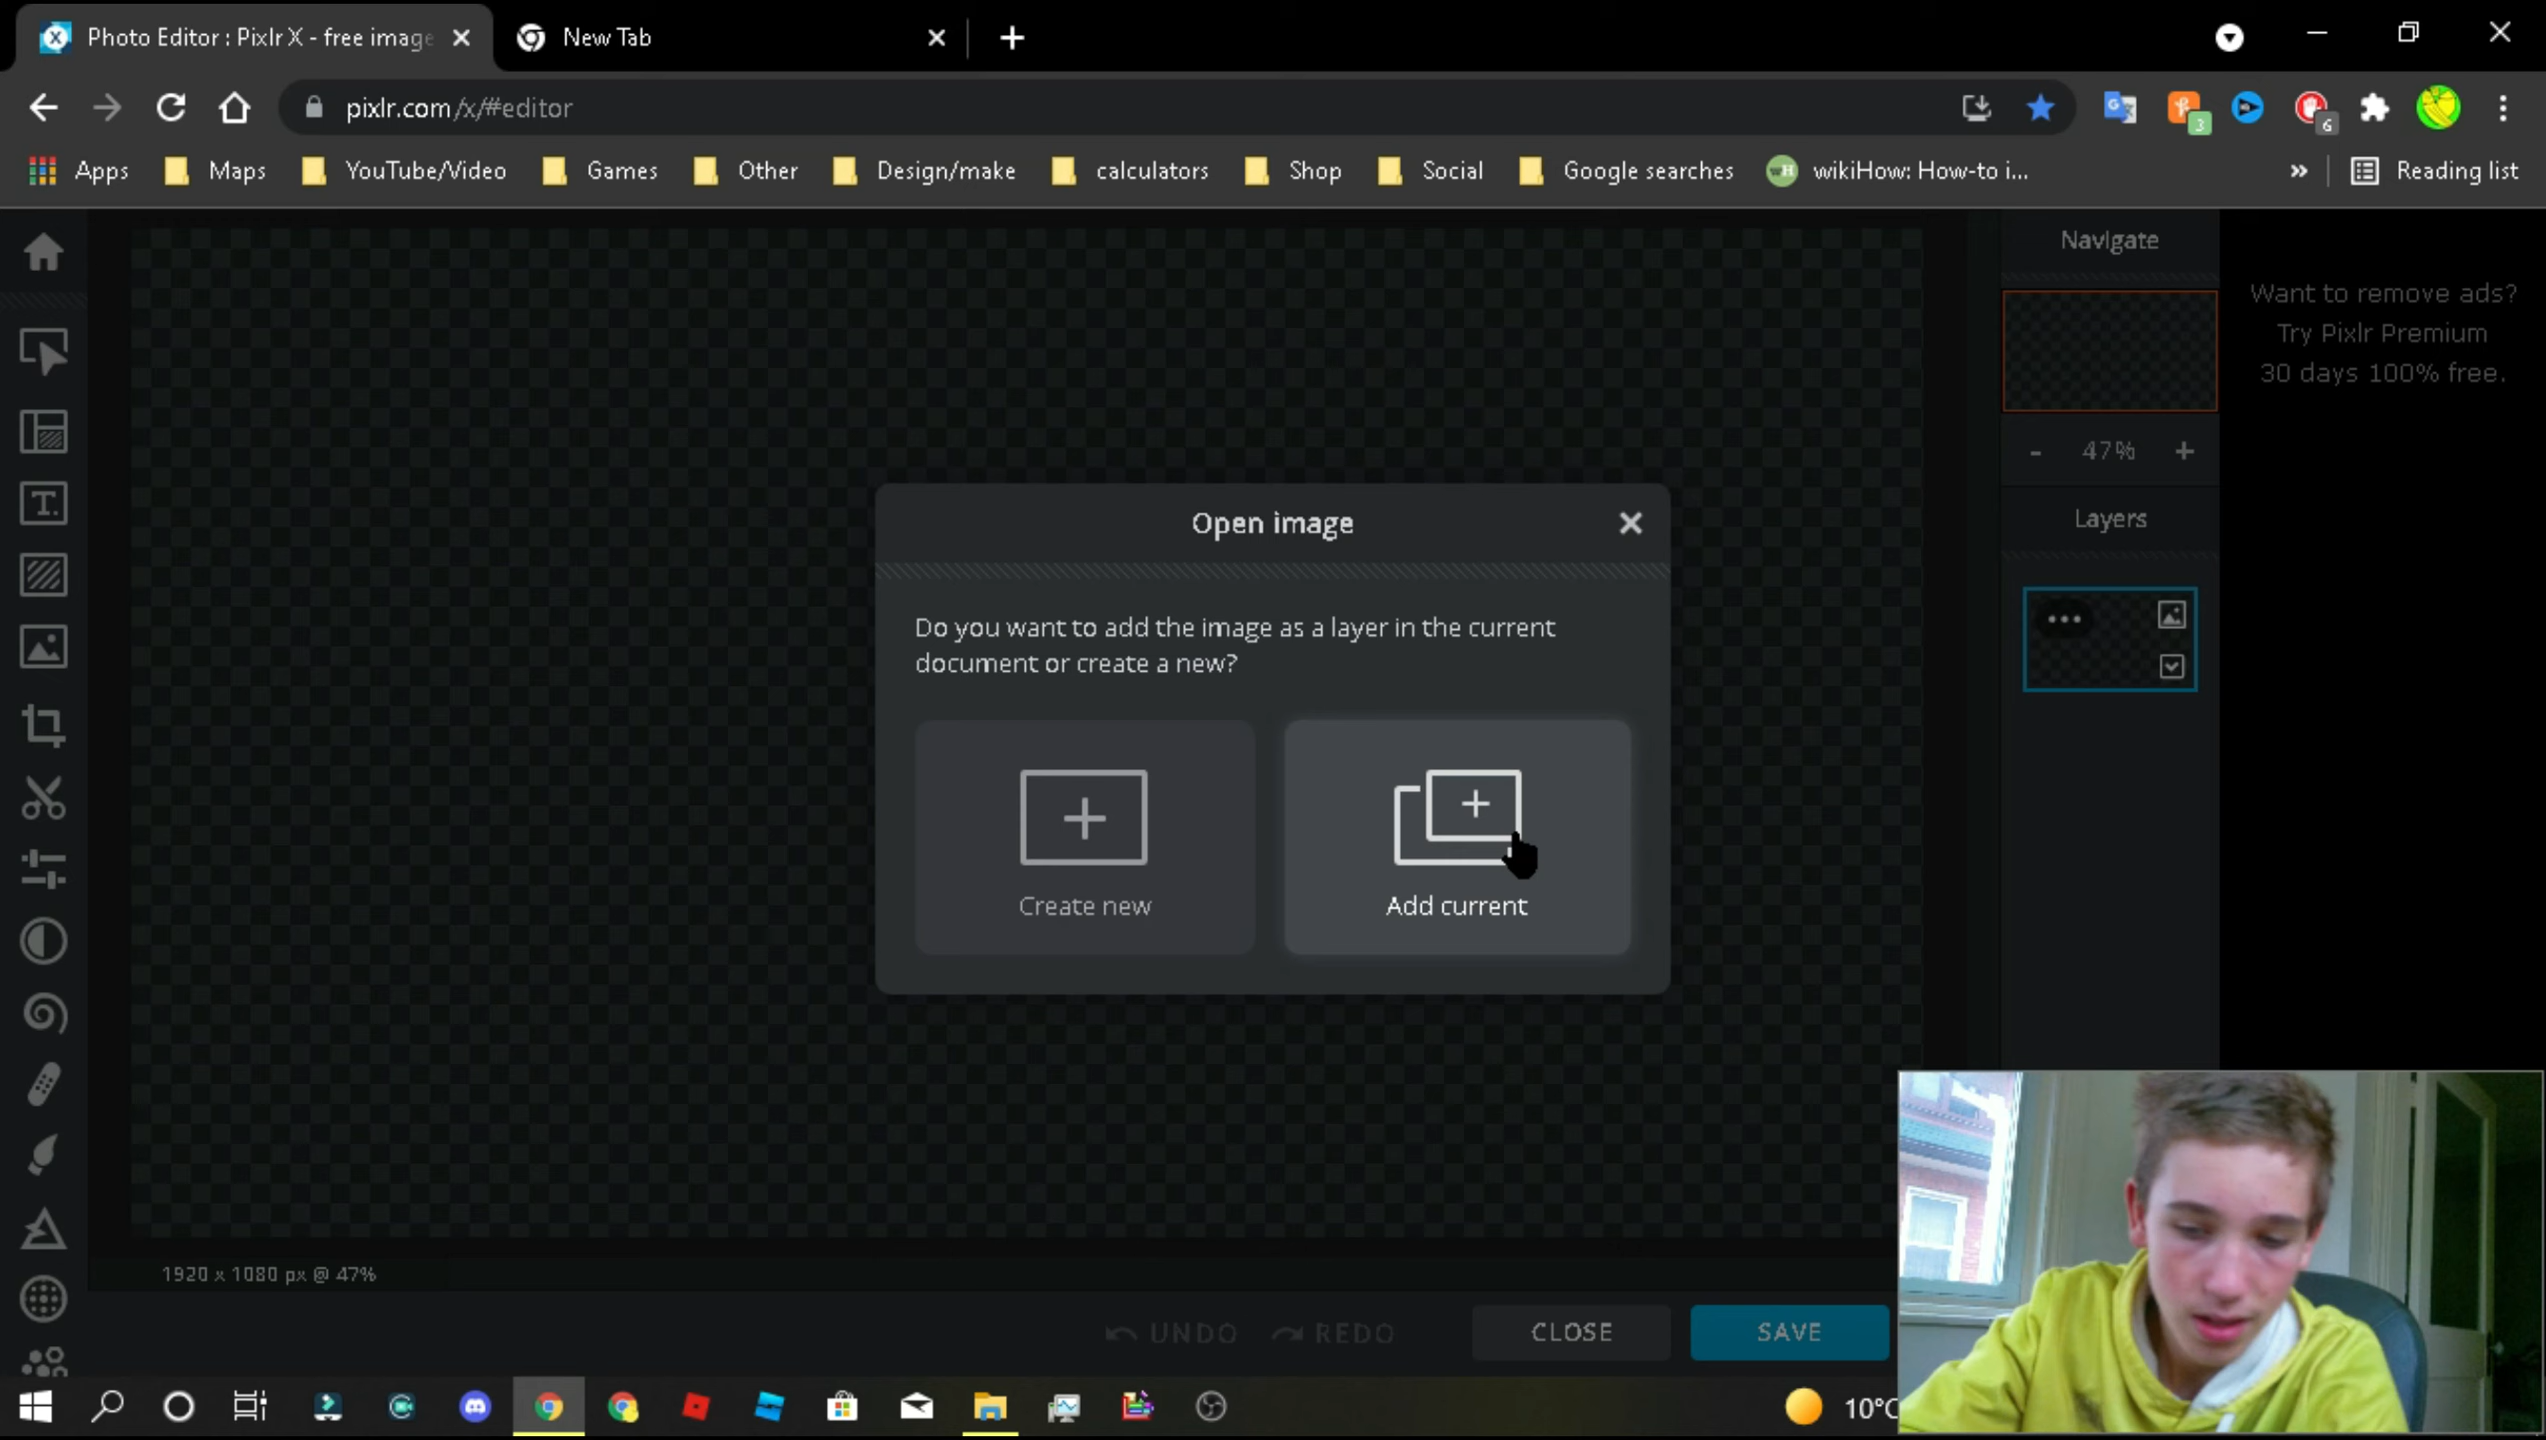 Photo Editor : Pixlr X - free image
New Tab
pixlr.com/x/#editor
3
6
Apps
Maps
YouTube/Video
Games
Other
Design/make
calculators
Shop
Social
Google searches
wikiHow: How-to i...
Reading list
Navigate
Want to remove ads?
Try Pixlr Premium
30 days 100% free.
- 47% +
Layers
Open image
Do you want to add the image as a layer in the current
document or create a new?
Create new
Add current
1920 x 1080 px @ 47%
UNDO
REDO
CLOSE
SAVE
10°C